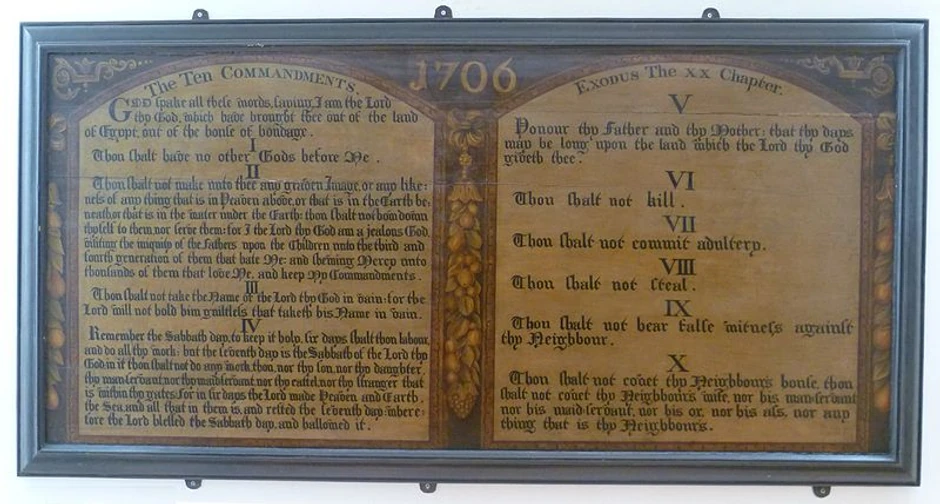 The Ten Commandments.
1706
Exodus The XX Chapter.
GOD spake all these words, saying, I am the Lord
thy God, which have brought thee out of the land
of Egypt, out of the house of bondage.
I
Thou shalt have no other Gods before Me.
II
Thou shalt not make unto thee any graven Image, or any like:
ness of any thing that is in Heaven above, or that is in the Earth be:
neath, or that is in the water under the Earth: thou shalt not bow down
thyself to them, nor serve them: for I the Lord thy God am a jealous God,
visiting the iniquity of the Fathers upon the Children unto the third and
fourth generation of them that hate Me: and shewing Mercy unto
thousands of them that love Me, and keep My Commandments.
III
Thou shalt not take the Name of the Lord thy God in vain: for the
Lord will not hold him guiltless that taketh his Name in vain.
IV
Remember the Sabbath day, to keep it holy, six days shalt thou labour,
and do all thy work: but the seventh day is the Sabbath of the Lord thy
God: in it thou shalt not do any work, thou, nor thy son, nor thy daughter,
thy man-servant, nor thy maidservant, nor thy cattel, nor thy stranger that
is within thy gates: for in six days the Lord made Heaven and Earth,
the Sea, and all that in them is, and rested the seventh day: where:
fore the Lord blessed the Sabbath day, and hallowed it.
V
Honour thy Father and thy Mother: that thy days
may be long upon the land which the Lord thy God
giveth thee.
VI
Thou shalt not kill.
VII
Thou shalt not commit adultery.
VIII
Thou shalt not steal.
IX
Thou shalt not bear false witness against
thy Neighbour.
X
Thou shalt not covet thy Neighbour's house, thou
shalt not covet thy Neighbour's wife, nor his man-servant
nor his maid-servant, nor his ox, nor his ass, nor any
thing that is thy Neighbours.